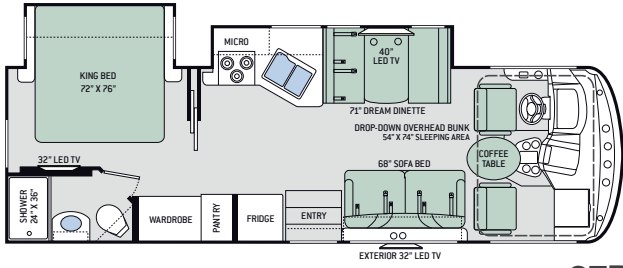 MICRO
40"
LED TV
KING BED
72" X 76"
71" DREAM DINETTE
DROP-DOWN OVERHEAD BUNK
54" X 74" SLEEPING AREA
COFFEE
TABLE
32" LED TV
68" SOFA BED
SHOWER
24" X 36"
WARDROBE
PANTRY
FRIDGE
ENTRY
EXTERIOR 32" LED TV